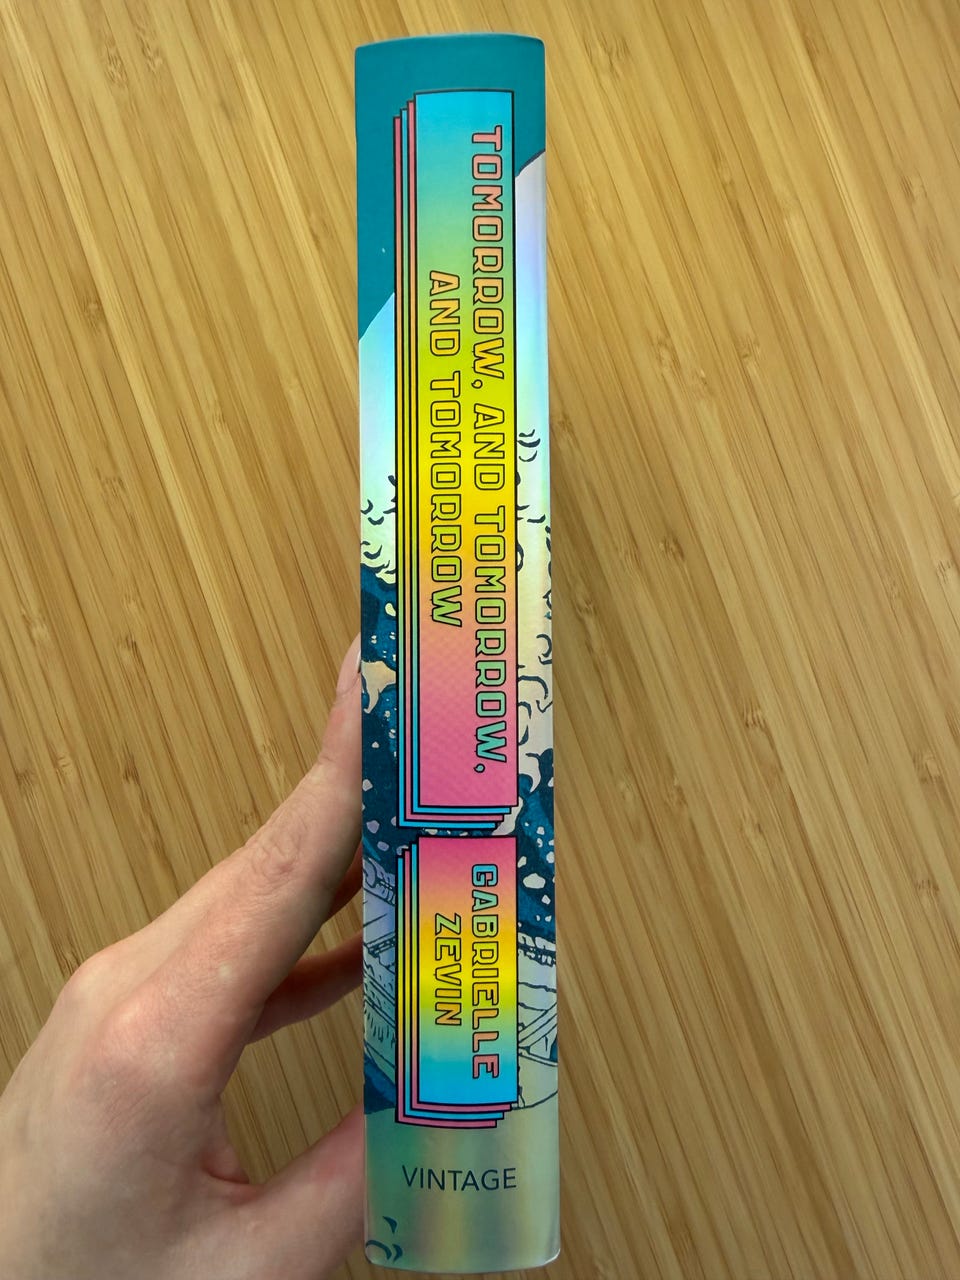 TOMORROW, AND TOMORROW,
AND TOMORROW
GABRIELLE
ZEVIN
VINTAGE